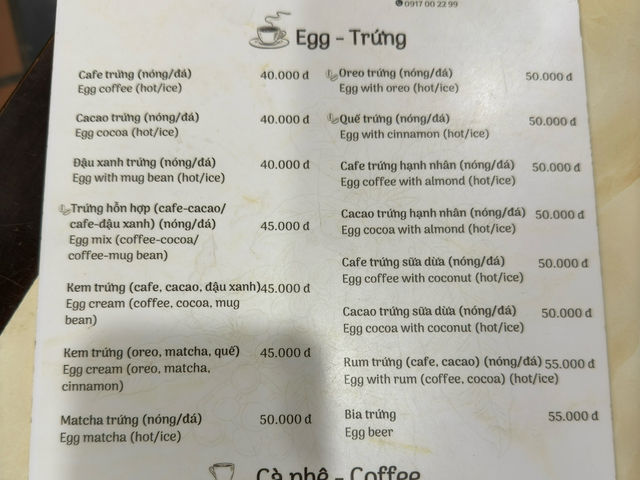 0917 00 22 99
Egg - Trứng
Cafe trứng (nóng/đá) 40.000 đ
Egg coffee (hot/ice)
Cacao trứng (nóng/đá) 40.000 đ
Egg cocoa (hot/ice)
Đậu xanh trứng (nóng/đá) 40.000 đ
Egg with mug bean (hot/ice)
Trứng hỗn hợp (cafe-cacao/
cafe-đậu xanh) (nóng/đá) 45.000 đ
Egg mix (coffee-cocoa/
coffee-mug bean)
Kem trứng (cafe, cacao, đậu xanh) 45.000 đ
Egg cream (coffee, cocoa, mug
bean)
Kem trứng (oreo, matcha, quế) 45.000 đ
Egg cream (oreo, matcha,
cinnamon)
Matcha trứng (nóng/đá) 50.000 đ
Egg matcha (hot/ice)
Oreo trứng (nóng/đá) 50.000 đ
Egg with oreo (hot/ice)
Quế trứng (nóng/đá) 50.000 đ
Egg with cinnamon (hot/ice)
Cafe trứng hạnh nhân (nóng/đá) 50.000 đ
Egg coffee with almond (hot/ice)
Cacao trứng hạnh nhân (nóng/đá) 50.000 đ
Egg cocoa with almond (hot/ice)
Cafe trứng sữa dừa (nóng/đá) 50.000 đ
Egg coffee with coconut (hot/ice)
Cacao trứng sữa dừa (nóng/đá) 50.000 đ
Egg cocoa with coconut (hot/ice)
Rum trứng (cafe, cacao) (nóng/đá) 55.000 đ
Egg with rum (coffee, cocoa) (hot/ice)
Bia trứng 55.000 đ
Egg beer
Cà phê - Coffee